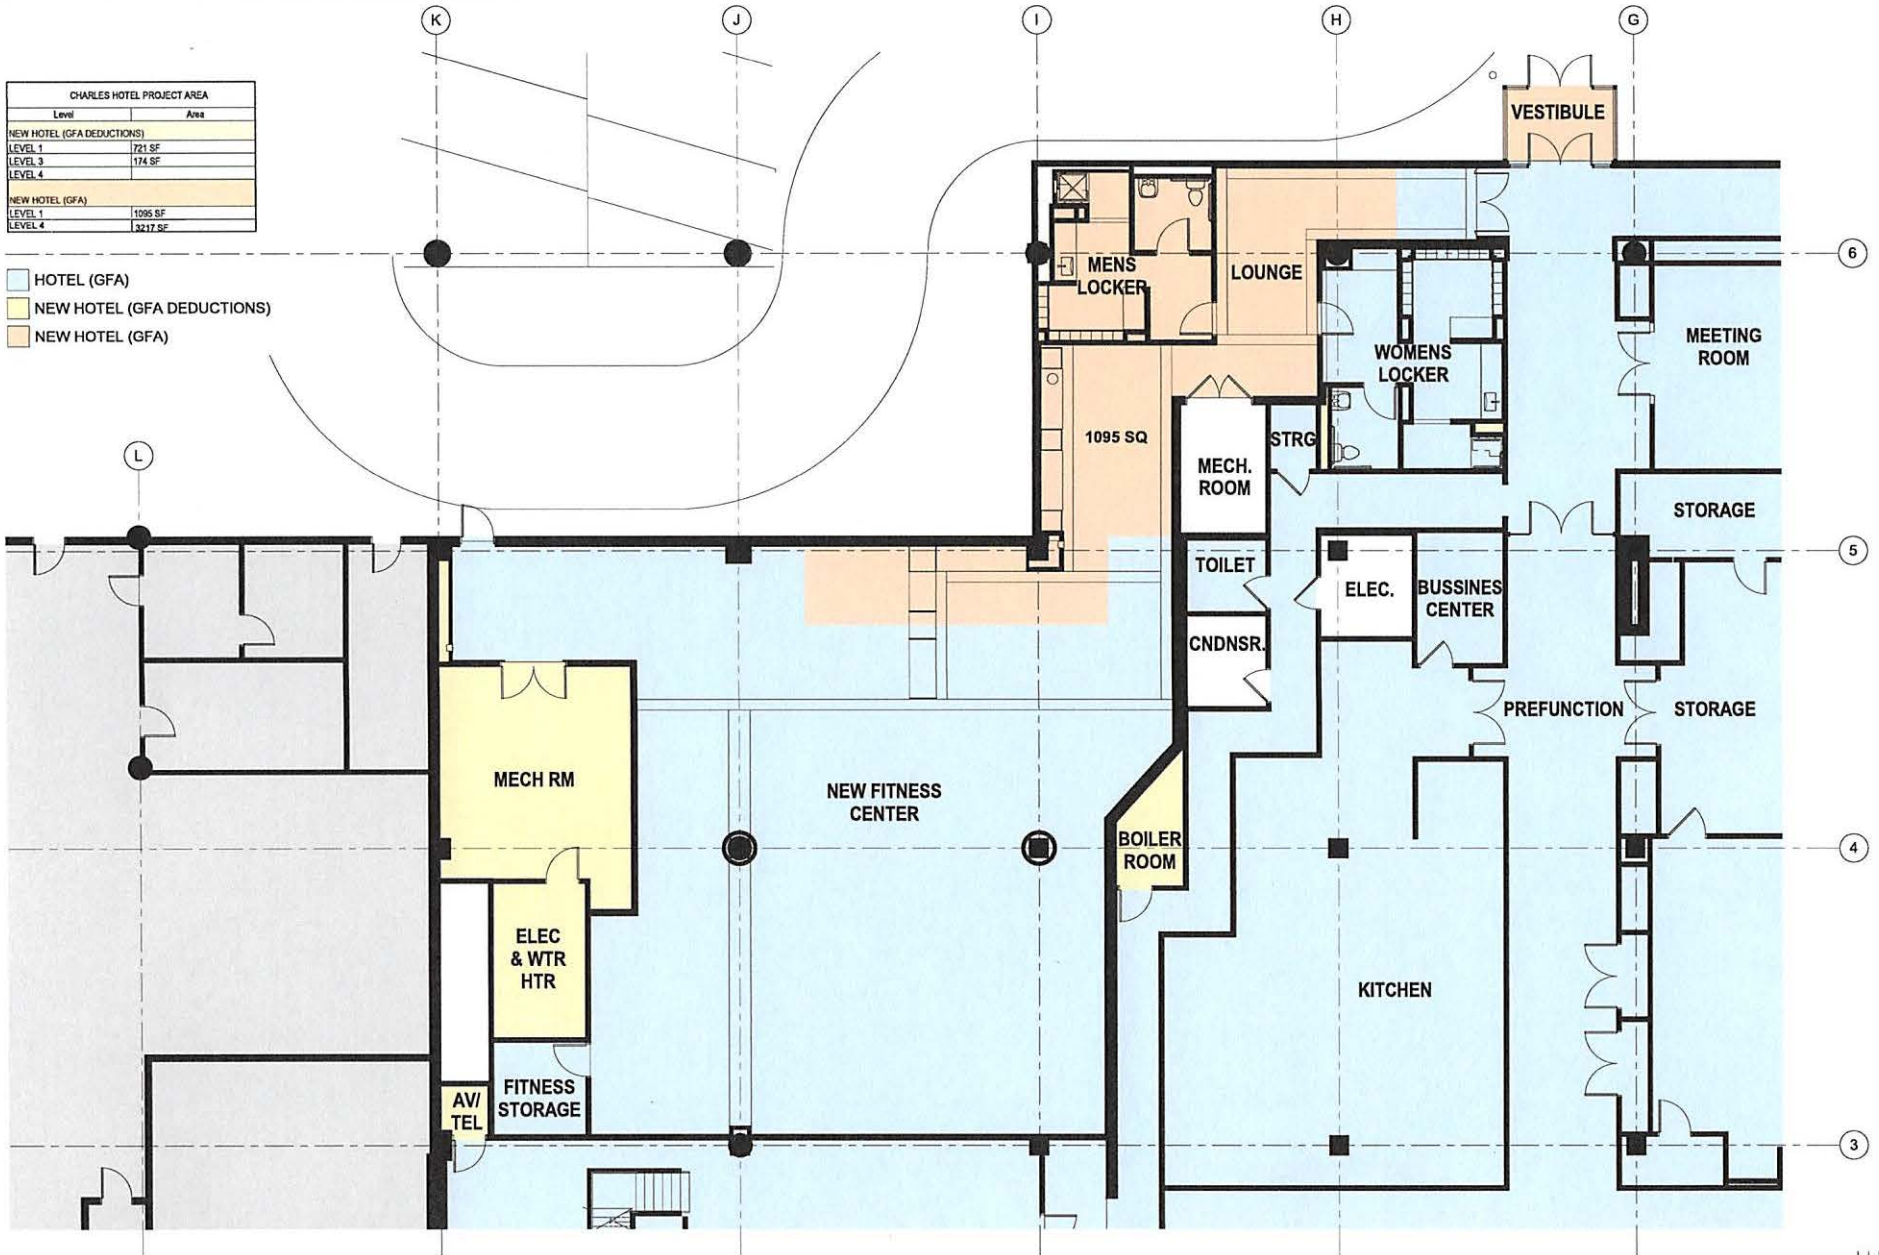 K
J
I
H
G
CHARLES HOTEL PROJECT AREA
Level Area
NEW HOTEL (GFA DEDUCTIONS)
LEVEL 1 721 SF
LEVEL 3 174 SF
LEVEL 4
NEW HOTEL (GFA)
LEVEL 1 1095 SF
LEVEL 4 3217 SF
HOTEL (GFA)
NEW HOTEL (GFA DEDUCTIONS)
NEW HOTEL (GFA)
VESTIBULE
6
MENS
LOCKER
LOUNGE
WOMENS
LOCKER
MEETING
ROOM
L
1095 SQ
STRG
MECH.
ROOM
STORAGE
5
TOILET
ELEC.
BUSSINES
CENTER
CNDNSR.
PREFUNCTION
STORAGE
MECH RM
NEW FITNESS
CENTER
BOILER
ROOM
4
ELEC
& WTR
HTR
KITCHEN
FITNESS
STORAGE
AV/
TEL
3